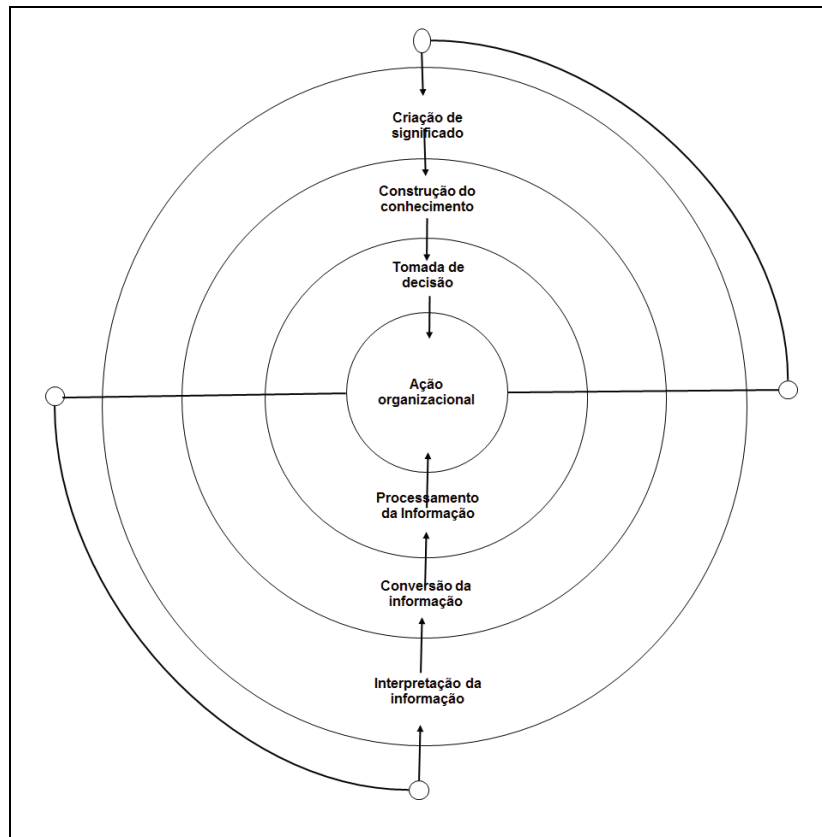 Criação de
significado
Construção do
conhecimento
Tomada de
decisão
Ação
organizacional
Processamento
da Informação
Conversão da
informação
Interpretação da
informação